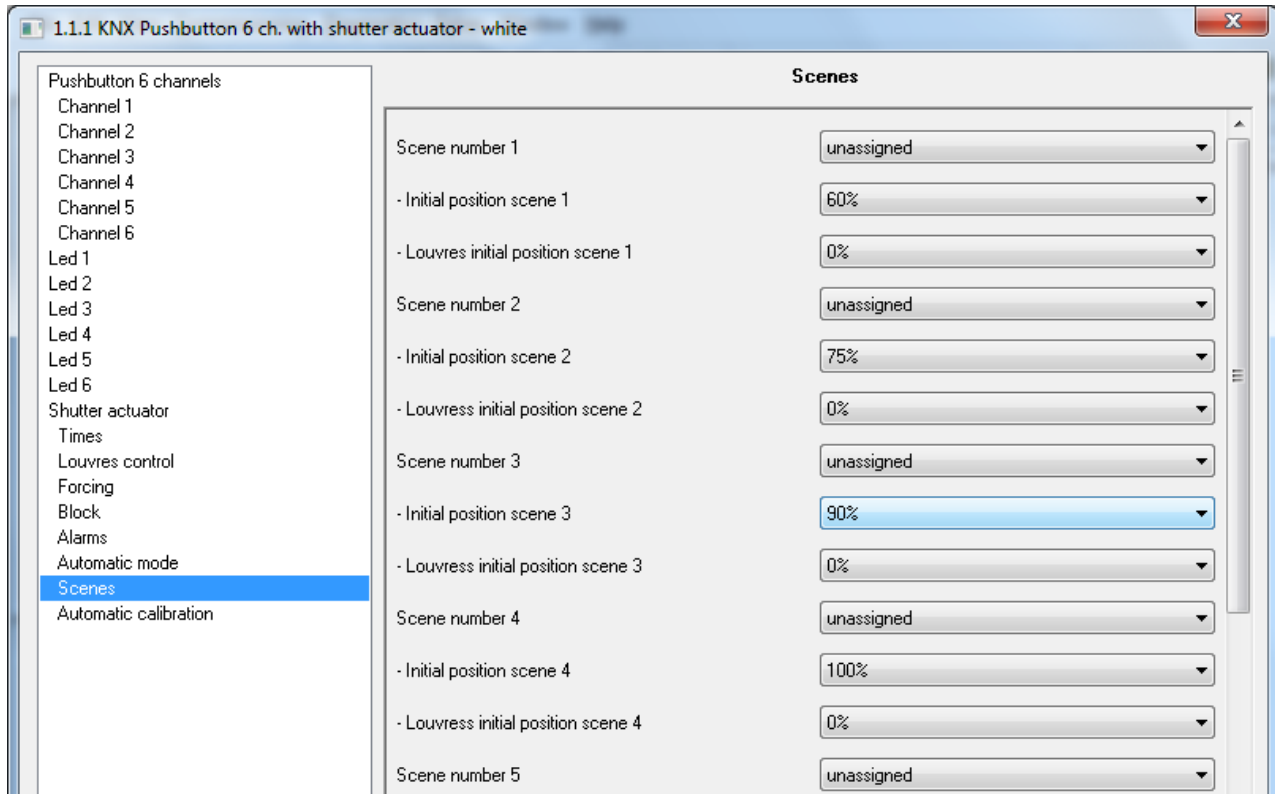 1.1.1 KNX Pushbutton 6 ch. with shutter actuator - white
Pushbutton 6 channels
Channel 1
Channel 2
Channel 3
Channel 4
Channel 5
Channel 6
Led 1
Led 2
Led 3
Led 4
Led 5
Led 6
Shutter actuator
Times
Louvres control
Forcing
Block
Alarms
Automatic mode
Scenes
Automatic calibration
Scenes
Scene number 1 unassigned
- Initial position scene 1 60%
- Louvres initial position scene 1 0%
Scene number 2 unassigned
- Initial position scene 2 75%
- Louvress initial position scene 2 0%
Scene number 3 unassigned
- Initial position scene 3 90%
- Louvress initial position scene 3 0%
Scene number 4 unassigned
- Initial position scene 4 100%
- Louvress initial position scene 4 0%
Scene number 5 unassigned